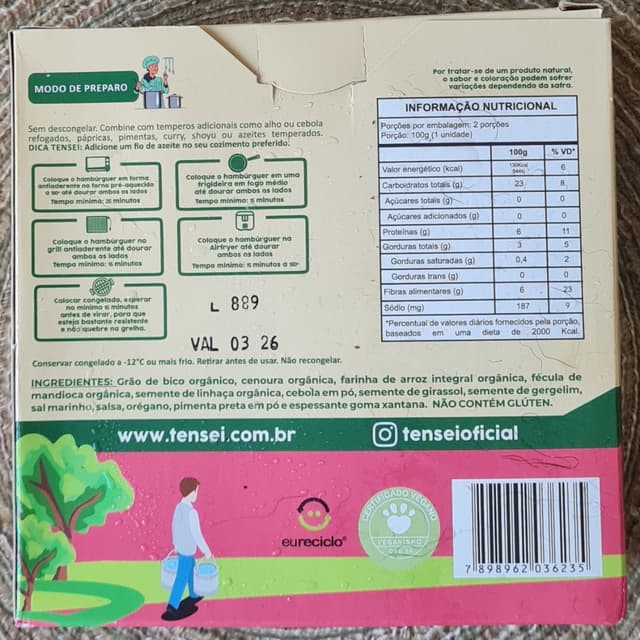 MODO DE PREPARO
Por tratar-se de um produto natural,
o sabor e coloração podem sofrer
variações dependendo da safra.
Sem descongelar. Combine com temperos adicionais como alho ou cebola
refogados, pápricas, pimentas, curry, shoyu ou azeites temperados.
DICA TENSEI: Adicione um fio de azeite no seu cozimento preferido.
Coloque o hambúrguer em forma
antiaderente no forno pré-aquecido
até dourar ambos os lados
Tempo mínimo: minutos
Coloque o hambúrguer em uma
frigideira em fogo médio
até dourar ambos os lados
Tempo mínimo: minutos
Coloque o hambúrguer no
grill antiaderente até dourar
ambos os lados
Tempo mínimo: minutos
Coloque o hambúrguer na
Airfryer até dourar
ambos os lados
Tempo mínimo: minutos a
Colocar congelado, esperar
no mínimo minutos
antes de virar, para que
esteja bastante resistente
e não quebre na grelha.
L 889
VAL 03 26
INFORMAÇÃO NUTRICIONAL
Porções por embalagem: 2 porções
Porção: 100g (1 unidade)
100g % VD*
Valor energético (kcal) 6
Carboidratos totais (g) 23 8
Açúcares totais (g) 0 0
Açúcares adicionados (g) 0 0
Proteínas (g) 6 11
Gorduras totais (g) 3 5
Gorduras saturadas (g) 0,4 2
Gorduras trans (g) 0 0
Fibras alimentares (g) 6 23
Sódio (mg) 187 9
*Percentual de valores diários fornecidos pela porção,
baseados em uma dieta de 2000 Kcal.
Conservar congelado a -12°C ou mais frio. Retirar antes de usar. Não recongelar.
INGREDIENTES: Grão de bico orgânico, cenoura orgânica, farinha de arroz integral orgânica, fécula de
mandioca orgânica, semente de linhaça orgânica, cebola em pó, semente de girassol, semente de gergelim,
sal marinho, salsa, orégano, pimenta preta em pó e espessante goma xantana. NÃO CONTÉM GLÚTEN.
www.tensei.com.br
tenseioficial
eureciclo®
CERTIFICADO VEGANO
VEGANISMO
7 898962 036235